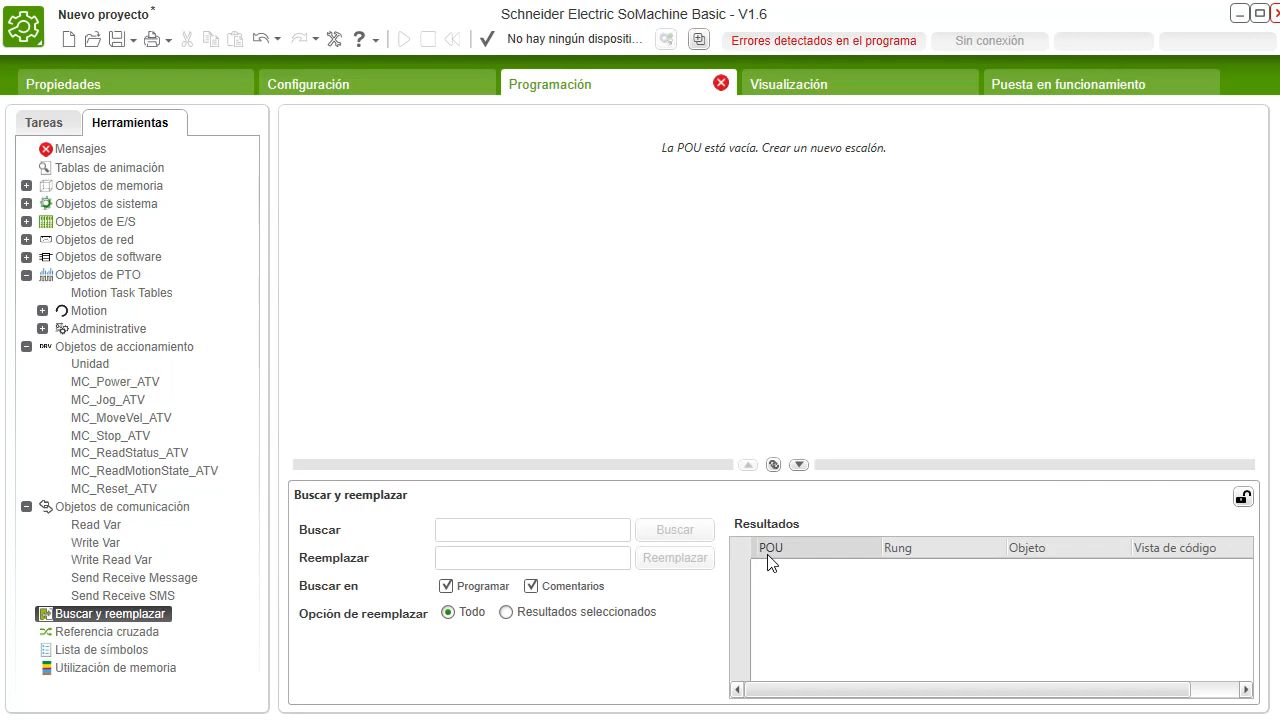 Nuevo proyecto *
Schneider Electric SoMachine Basic - V1.6
No hay ningún dispositi...
Errores detectados en el programa
Sin conexión
Propiedades
Configuración
Programación
Visualización
Puesta en funcionamiento
Tareas
Herramientas
Mensajes
Tablas de animación
Objetos de memoria
Objetos de sistema
Objetos de E/S
Objetos de red
Objetos de software
Objetos de PTO
Motion Task Tables
Motion
Administrative
DRV Objetos de accionamiento
Unidad
MC_Power_ATV
MC_Jog_ATV
MC_MoveVel_ATV
MC_Stop_ATV
MC_ReadStatus_ATV
MC_ReadMotionState_ATV
MC_Reset_ATV
Objetos de comunicación
Read Var
Write Var
Write Read Var
Send Receive Message
Send Receive SMS
Buscar y reemplazar
Referencia cruzada
Lista de símbolos
Utilización de memoria
La POU está vacía. Crear un nuevo escalón.
Buscar y reemplazar
Buscar
Buscar
Reemplazar
Reemplazar
Buscar en
Programar
Comentarios
Opción de reemplazar
Todo
Resultados seleccionados
Resultados
POU
Rung
Objeto
Vista de código